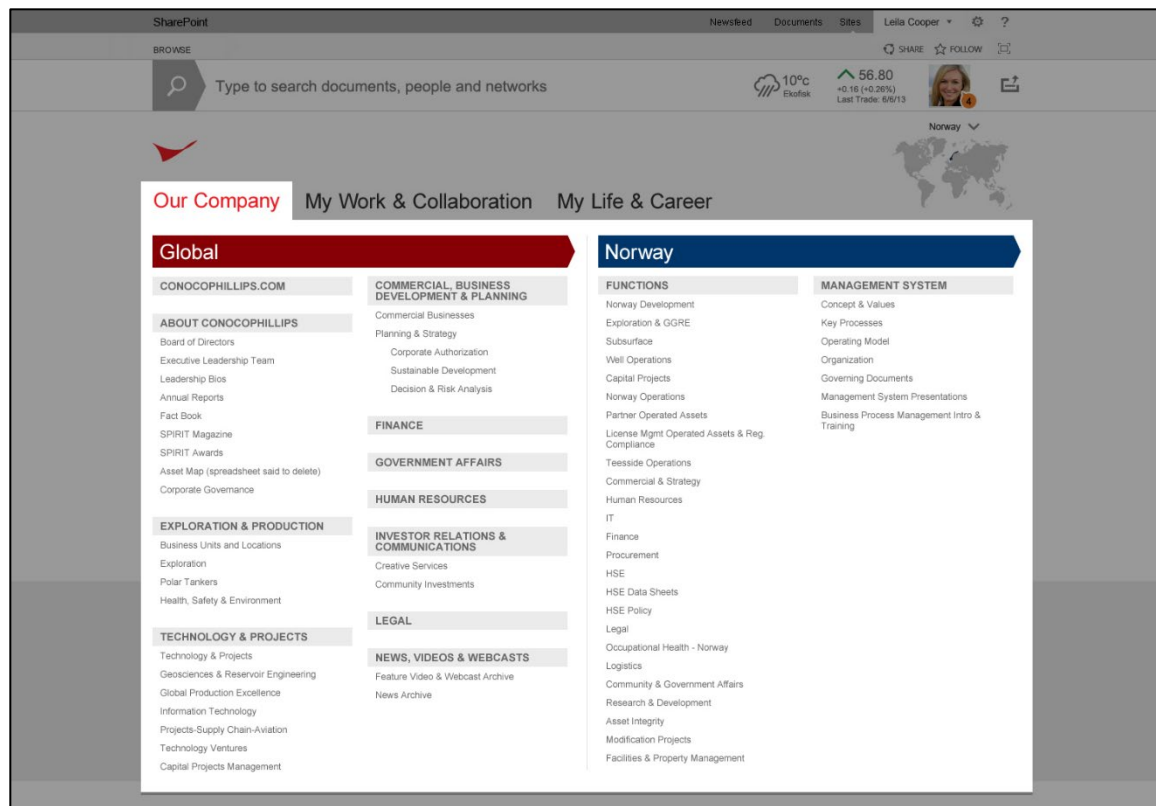 SharePoint
Newsfeed Documents Sites Leila Cooper ?
BROWSE
SHARE FOLLOW
Type to search documents, people and networks
10ºc
Ekofisk
56.80
+0.16 (+0.26%)
Last Trade: 6/6/13
4
Norway
Our Company My Work & Collaboration My Life & Career
Global
CONOCOPHILLIPS.COM
ABOUT CONOCOPHILLIPS
Board of Directors
Executive Leadership Team
Leadership Bios
Annual Reports
Fact Book
SPIRIT Magazine
SPIRIT Awards
Asset Map (spreadsheet said to delete)
Corporate Governance
EXPLORATION & PRODUCTION
Business Units and Locations
Exploration
Polar Tankers
Health, Safety & Environment
TECHNOLOGY & PROJECTS
Technology & Projects
Geosciences & Reservoir Engineering
Global Production Excellence
Information Technology
Projects-Supply Chain-Aviation
Technology Ventures
Capital Projects Management
COMMERCIAL, BUSINESS
DEVELOPMENT & PLANNING
Commercial Businesses
Planning & Strategy
Corporate Authorization
Sustainable Development
Decision & Risk Analysis
FINANCE
GOVERNMENT AFFAIRS
HUMAN RESOURCES
INVESTOR RELATIONS &
COMMUNICATIONS
Creative Services
Community Investments
LEGAL
NEWS, VIDEOS & WEBCASTS
Feature Video & Webcast Archive
News Archive
Norway
FUNCTIONS
Norway Development
Exploration & GGRE
Subsurface
Well Operations
Capital Projects
Norway Operations
Partner Operated Assets
License Mgmt Operated Assets & Reg.
Compliance
Teesside Operations
Commercial & Strategy
Human Resources
IT
Finance
Procurement
HSE
HSE Data Sheets
HSE Policy
Legal
Occupational Health - Norway
Logistics
Community & Government Affairs
Research & Development
Asset Integrity
Modification Projects
Facilities & Property Management
MANAGEMENT SYSTEM
Concept & Values
Key Processes
Operating Model
Organization
Governing Documents
Management System Presentations
Business Process Management Intro &
Training